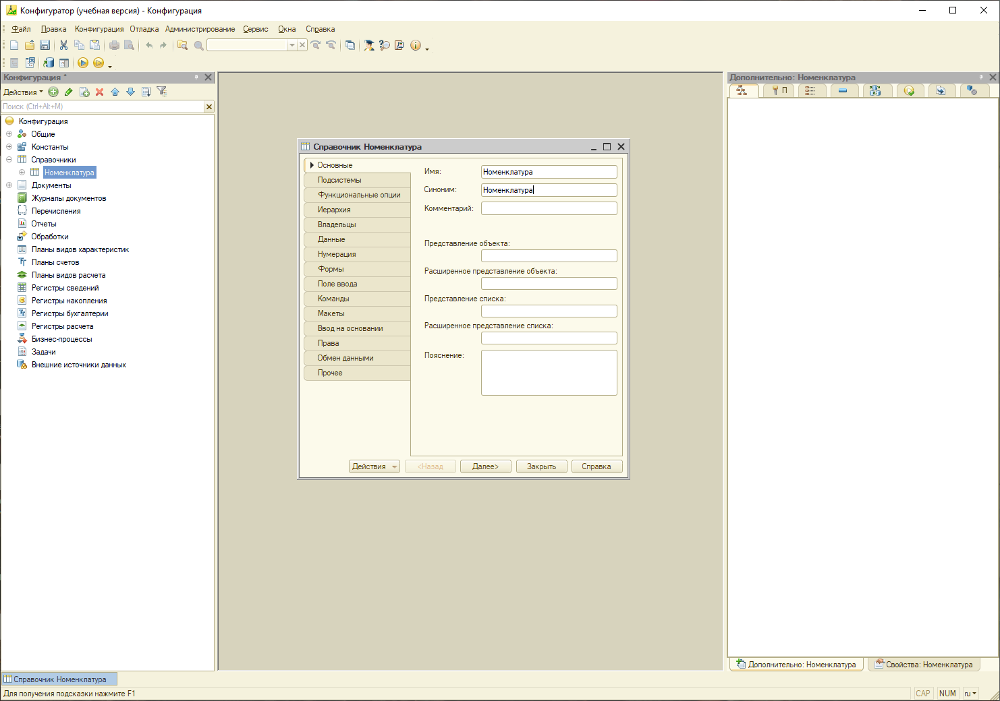 Конфигуратор (учебная версия) - Конфигурация
Файл Правка Конфигурация Отладка Администрирование Сервис Окна Справка
Конфигурация *
Действия
Поиск (Ctrl+Alt+M)
Конфигурация
Общие
Константы
Справочники
Номенклатура
Документы
Журналы документов
Перечисления
Отчеты
Обработки
Планы видов характеристик
Планы счетов
Планы видов расчета
Регистры сведений
Регистры накопления
Регистры бухгалтерии
Регистры расчета
Бизнес-процессы
Задачи
Внешние источники данных
Справочник Номенклатура
Основные
Подсистемы
Функциональные опции
Иерархия
Владельцы
Данные
Нумерация
Формы
Поле ввода
Команды
Макеты
Ввод на основании
Права
Обмен данными
Прочее
Имя: Номенклатура
Синоним: Номенклатура
Комментарий:
Представление объекта:
Расширенное представление объекта:
Представление списка:
Расширенное представление списка:
Пояснение:
Действия <Назад Далее> Закрыть Справка
Дополнительно: Номенклатура
П
Дополнительно: Номенклатура Свойства: Номенклатура
Справочник Номенклатура
Для получения подсказки нажмите F1 CAP NUM ru